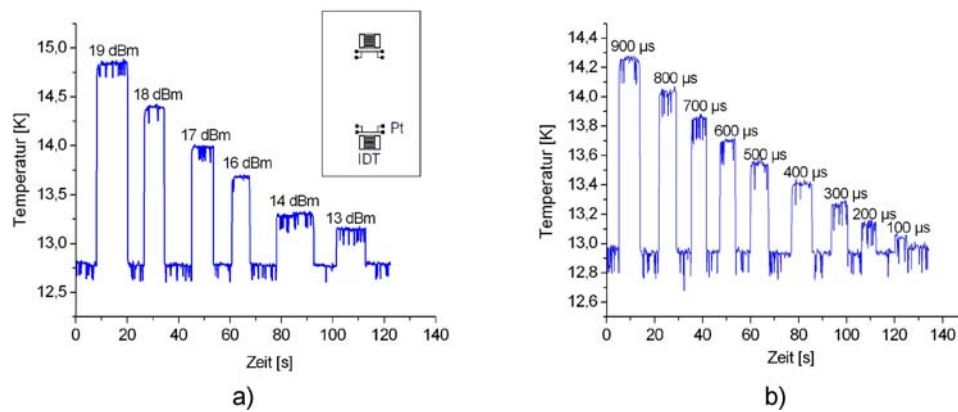 Temperatur [K]
15,0
14,5
14,0
13,5
13,0
12,5
19 dBm
18 dBm
17 dBm
16 dBm
14 dBm
13 dBm
Pt
IDT
0 20 40 60 80 100 120 140
Zeit [s]
a)
Temperatur [K]
14,4
14,2
14,0
13,8
13,6
13,4
13,2
13,0
12,8
12,6
900 µs
800 µs
700 µs
600 µs
500 µs
400 µs
300 µs
200 µs
100 µs
0 20 40 60 80 100 120 140
Zeit [s]
b)